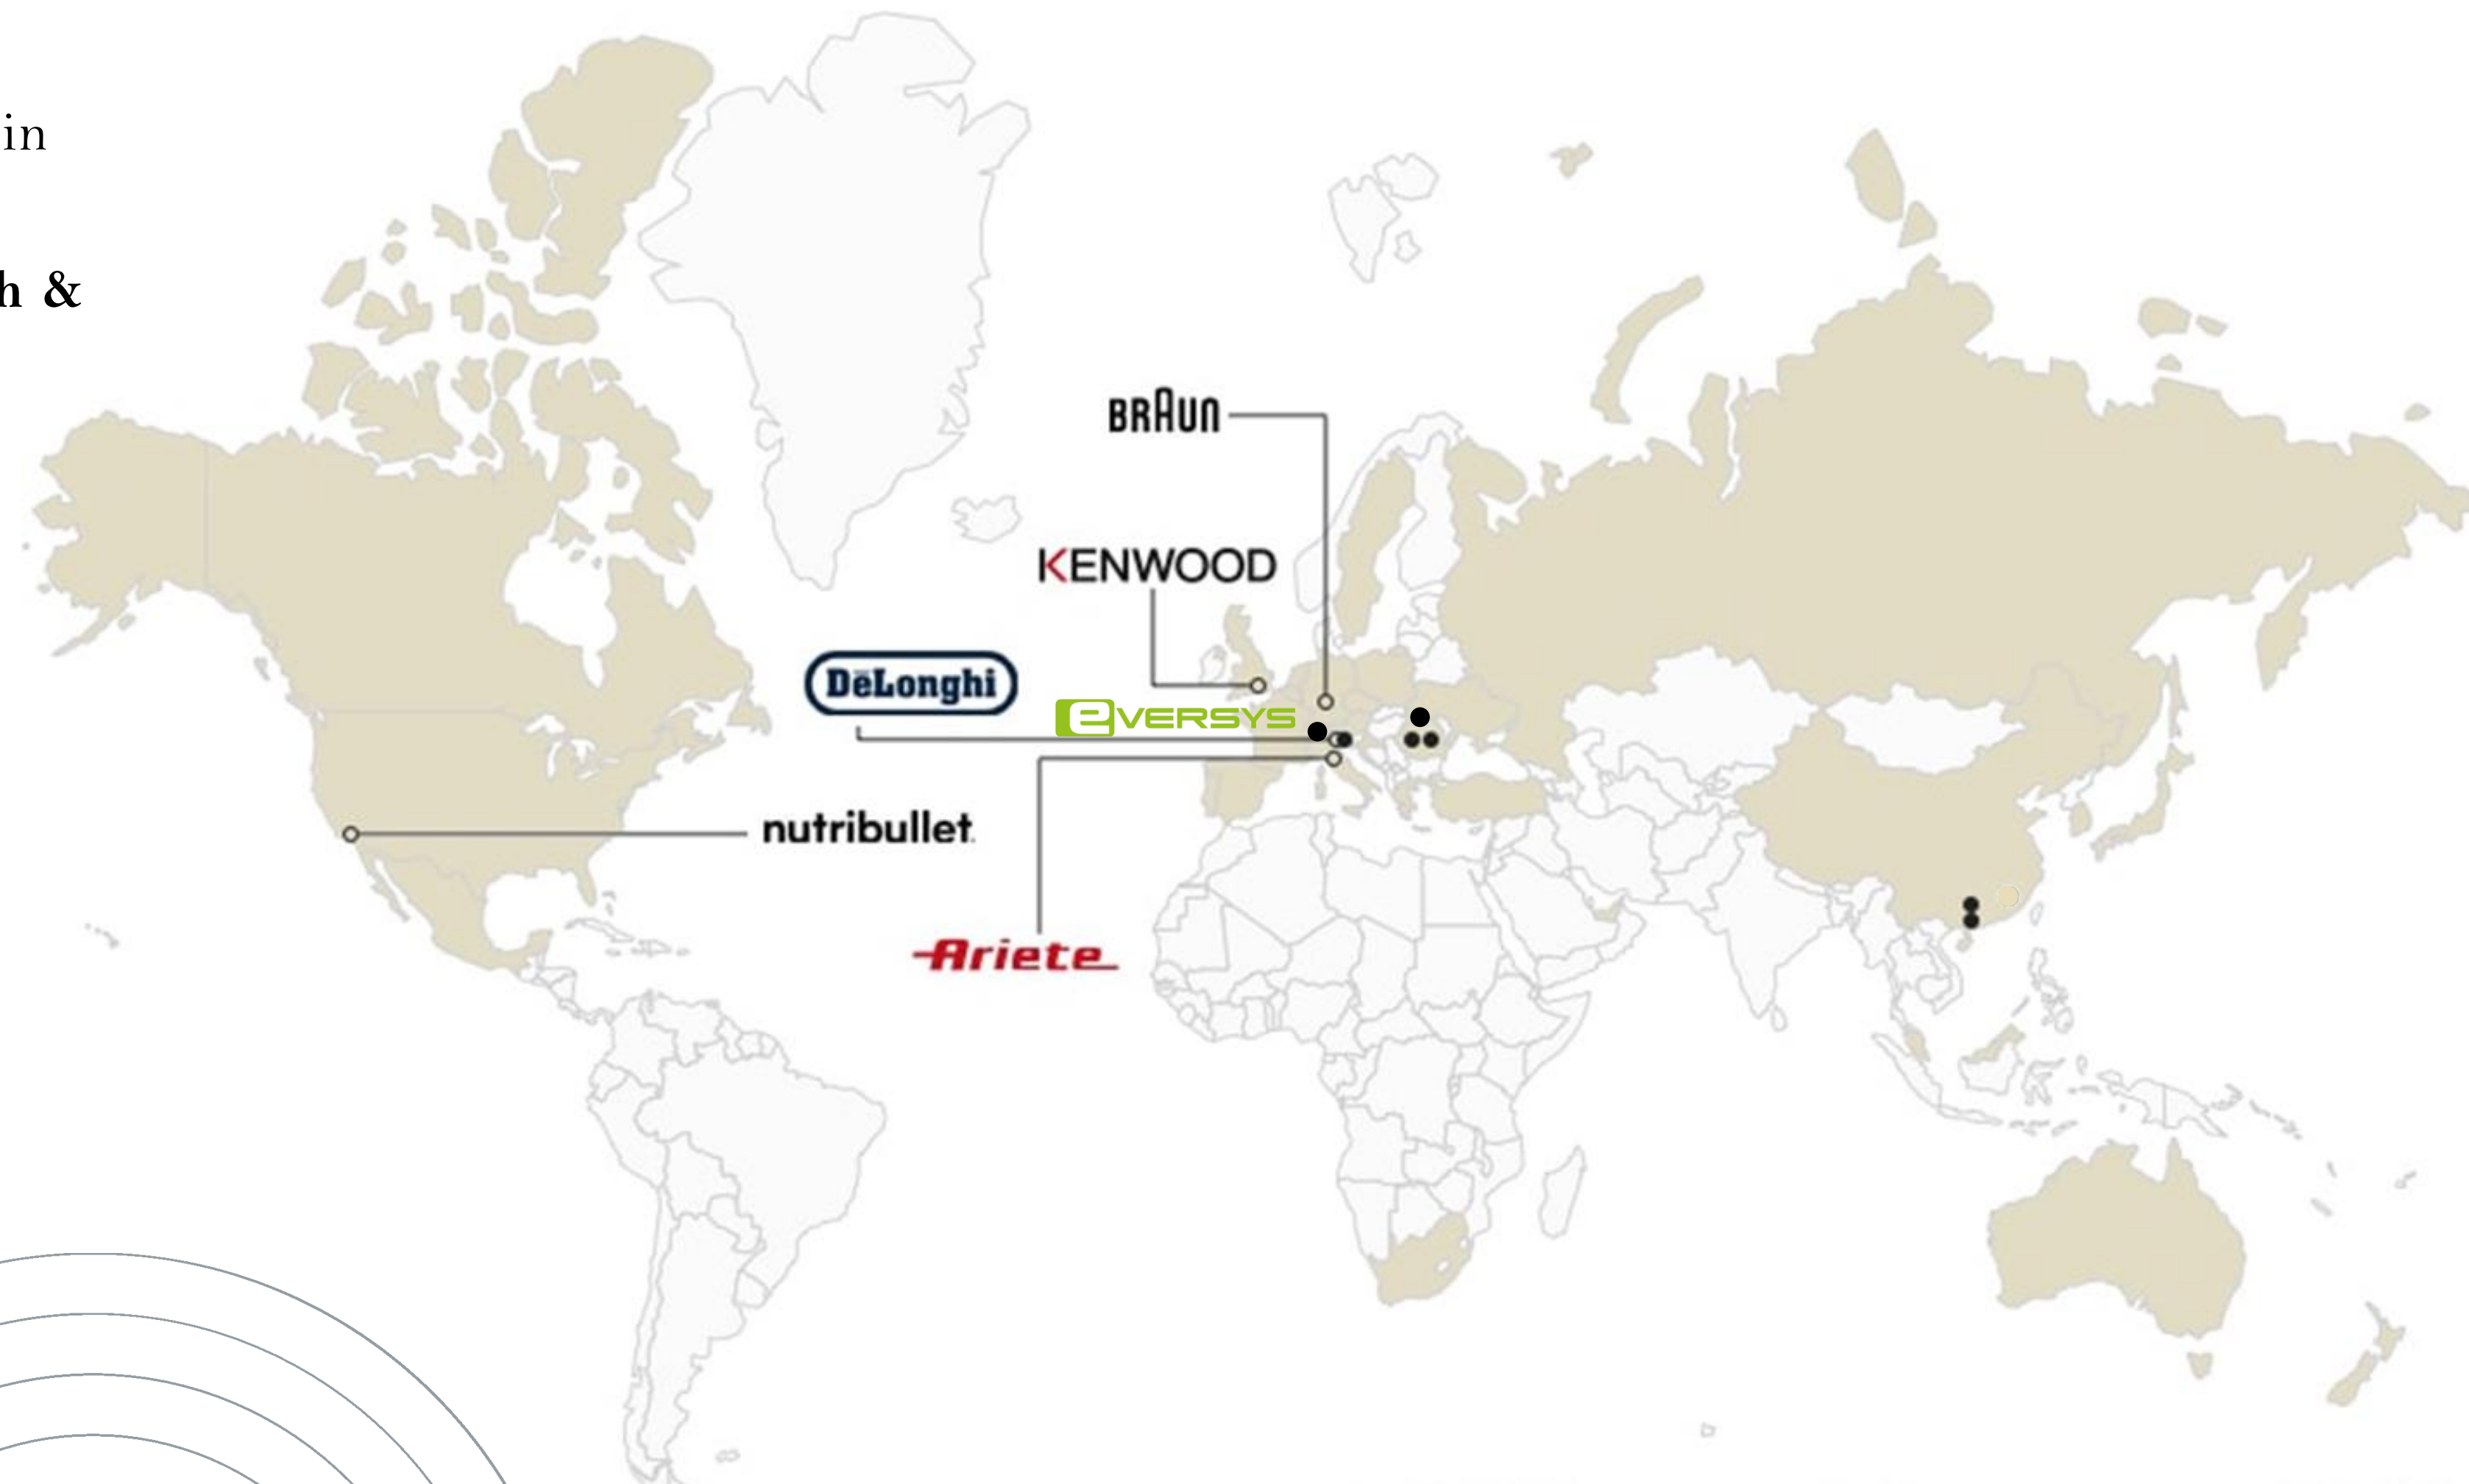 in
h &
BRAUN
KENWOOD
DeLonghi
eversys
nutribullet.
Ariete